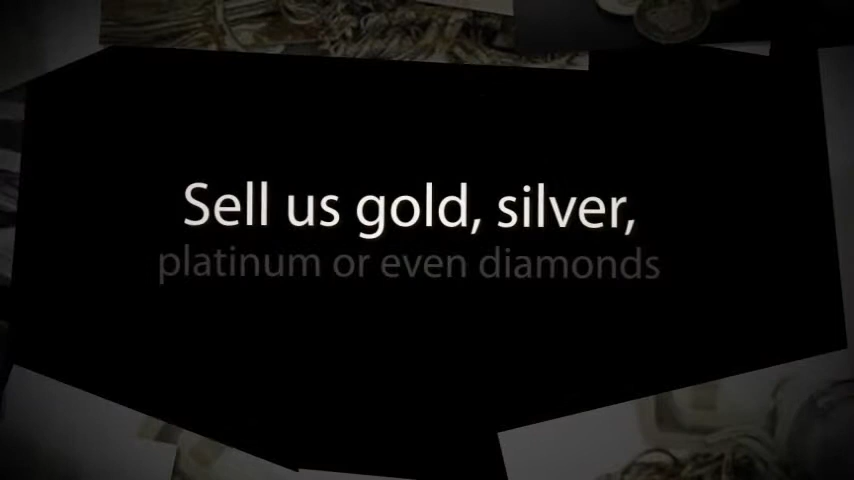 Sell us gold, silver,
platinum or even diamonds